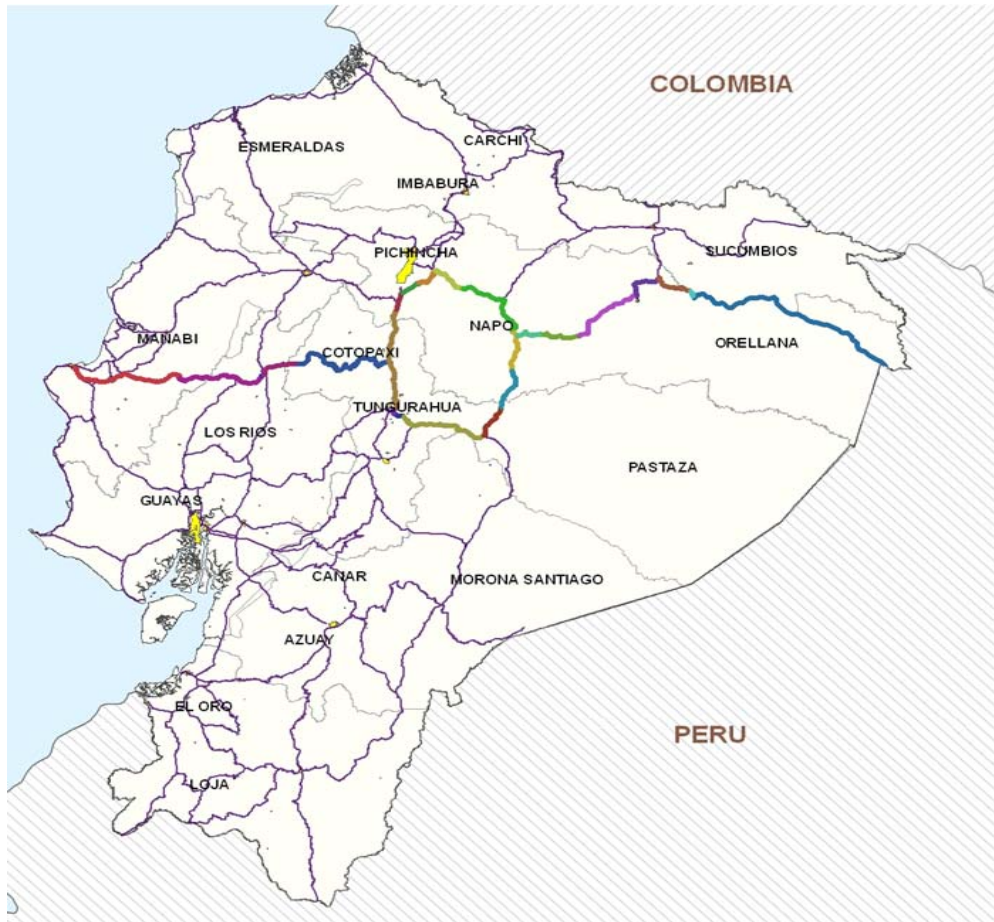 COLOMBIA
CARCHI
ESMERALDAS
IMBABURA
PICHINCHA
SUCUMBIOS
NAPO
MANABI
ORELLANA
COTOPAXI
TUNGURAHUA
LOS RIOS
PASTAZA
GUAYAS
CAÑAR
MORONA SANTIAGO
AZUAY
EL ORO
PERU
LOJA